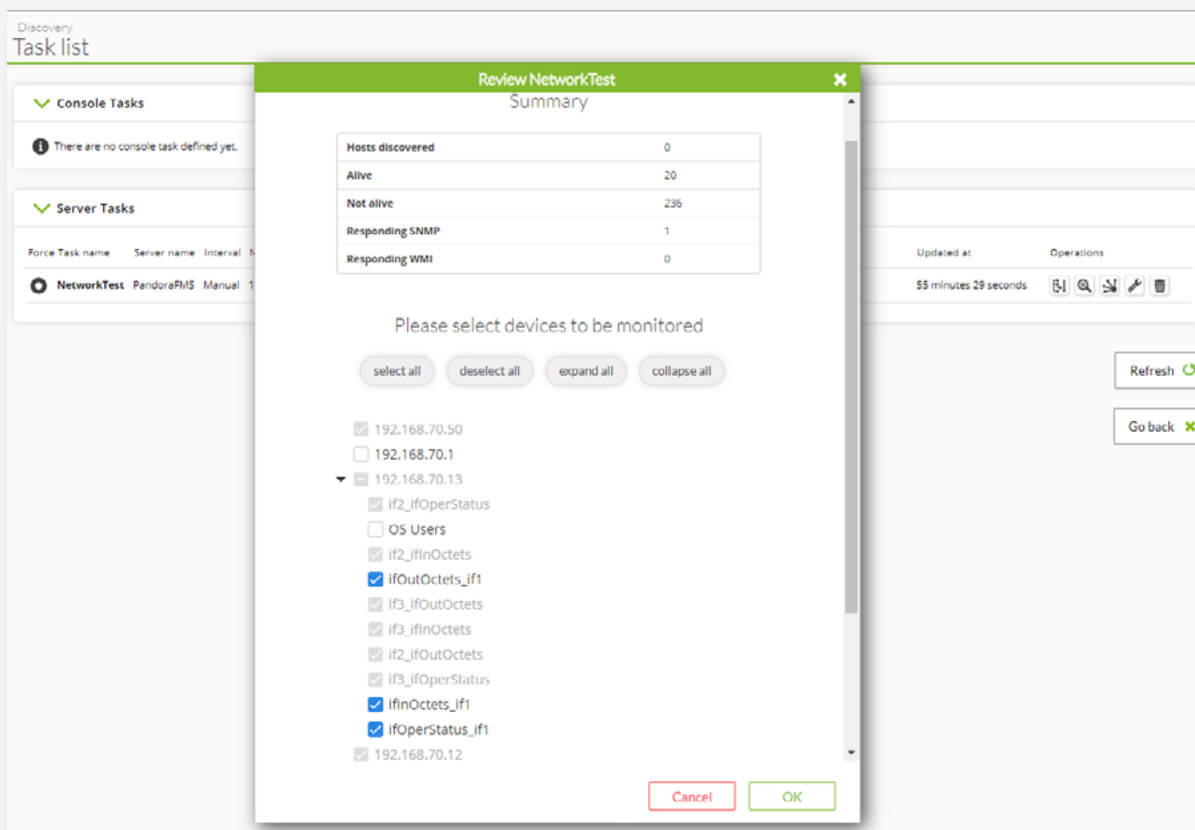 Discovery
Task list
Review NetworkTest
Summary
Console Tasks
There are no console task defined yet.
Hosts discovered 0
Alive 20
Not alive 236
Responding SNMP 1
Responding WMI 0
Server Tasks
Force Task name Server name Interval N Updated at Operations
NetworkTest PandoraFMS Manual 1 55 minutes 29 seconds
Please select devices to be monitored
select all deselect all expand all collapse all
Refresh
Go back
192.168.70.50
192.168.70.1
192.168.70.13
if2_ifOperStatus
OS Users
if2_ifInOctets
ifOutOctets_if1
if3_ifOutOctets
if3_ifInOctets
if2_ifOutOctets
if3_ifOperStatus
ifInOctets_if1
ifOperStatus_if1
192.168.70.12
Cancel OK